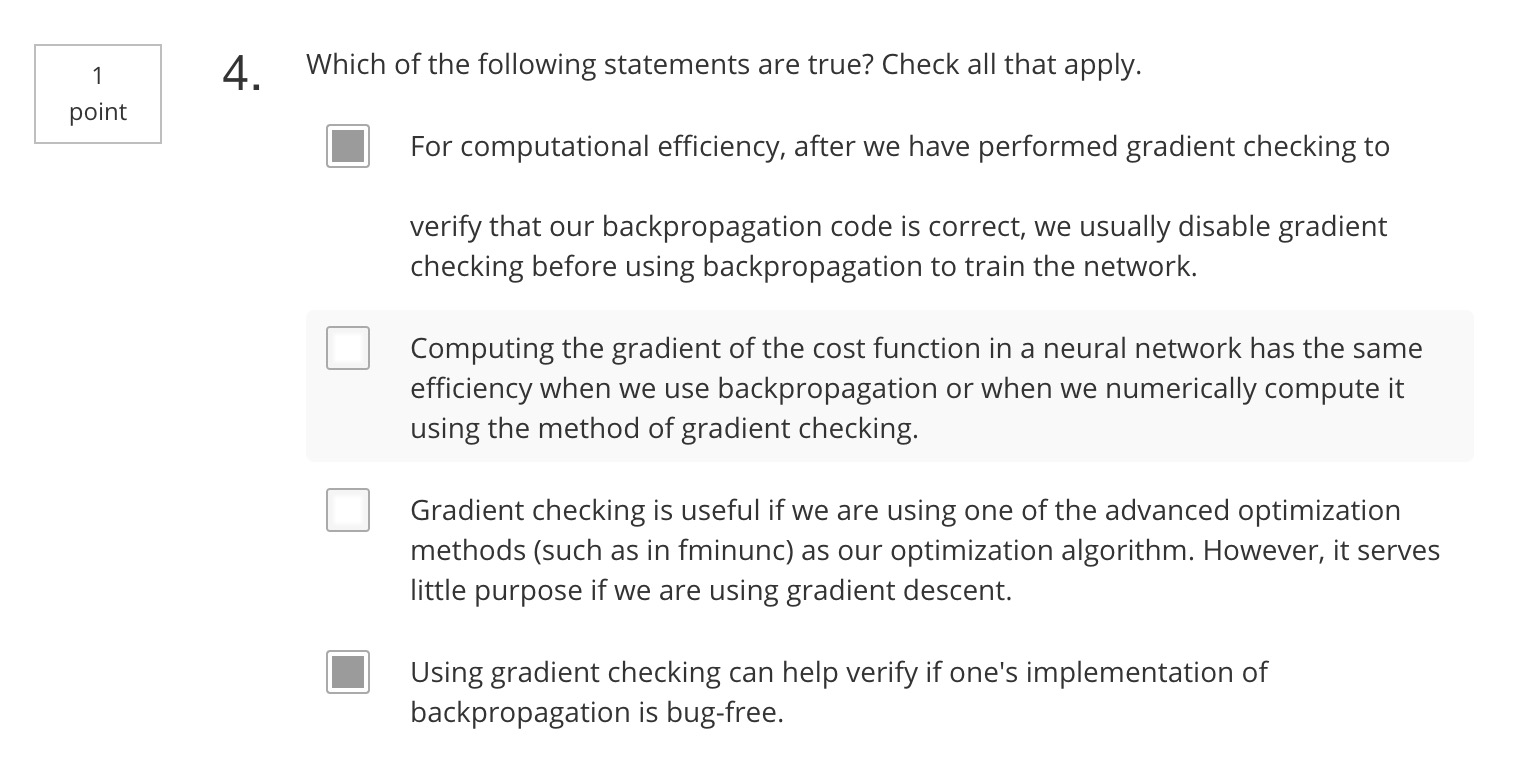 1
point
4.
Which of the following statements are true? Check all that apply.
For computational efficiency, after we have performed gradient checking to
verify that our backpropagation code is correct, we usually disable gradient
checking before using backpropagation to train the network.
Computing the gradient of the cost function in a neural network has the same
efficiency when we use backpropagation or when we numerically compute it
using the method of gradient checking.
Gradient checking is useful if we are using one of the advanced optimization
methods (such as in fminunc) as our optimization algorithm. However, it serves
little purpose if we are using gradient descent.
Using gradient checking can help verify if one's implementation of
backpropagation is bug-free.